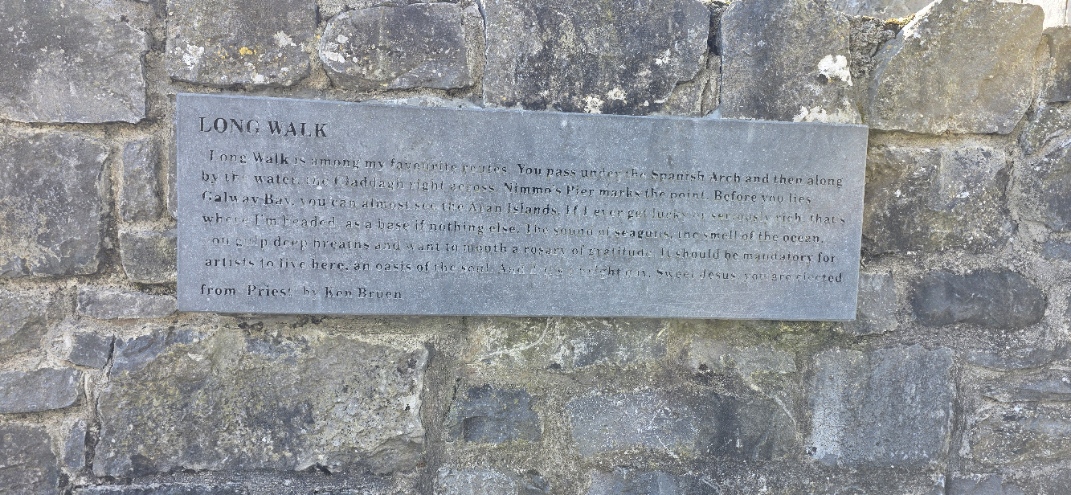 LONG WALK
Long Walk is among my favourite routes. You pass under the Spanish Arch and then along
by the water, the Claddagh right across. Nimmo's Pier marks the point. Before you lies
Galway Bay, you can almost see the Aran Islands. If I ever get lucky or seriously rich, that's
where I'm headed, as a base if nothing else. The sound of seagulls, the smell of the ocean,
you gulp deep breaths and want to mouth a rosary of gratitude. It should be mandatory for
artists to live here, an oasis of the soul. And bright Sweet Jesus, you are elected
from 'Priest' by Ken Bruen